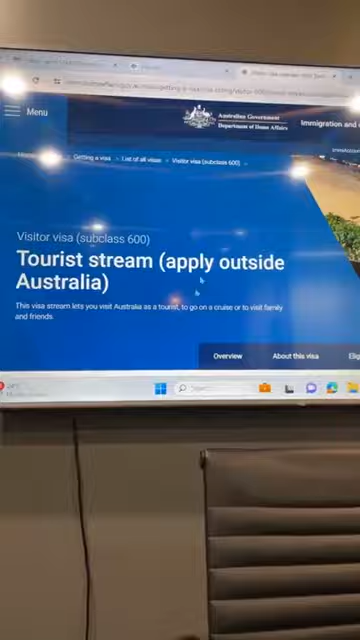 Menu
Australian Government
Department of Home Affairs
Immigration and
Getting a visa
List of all visas
Visitor visa (subclass 600)
Visitor visa (subclass 600)
Tourist stream (apply outside
Australia)
This visa stream lets you visit Australia as a tourist, to go on a cruise or to visit family
and friends.
Overview
About this visa
Elig
Search